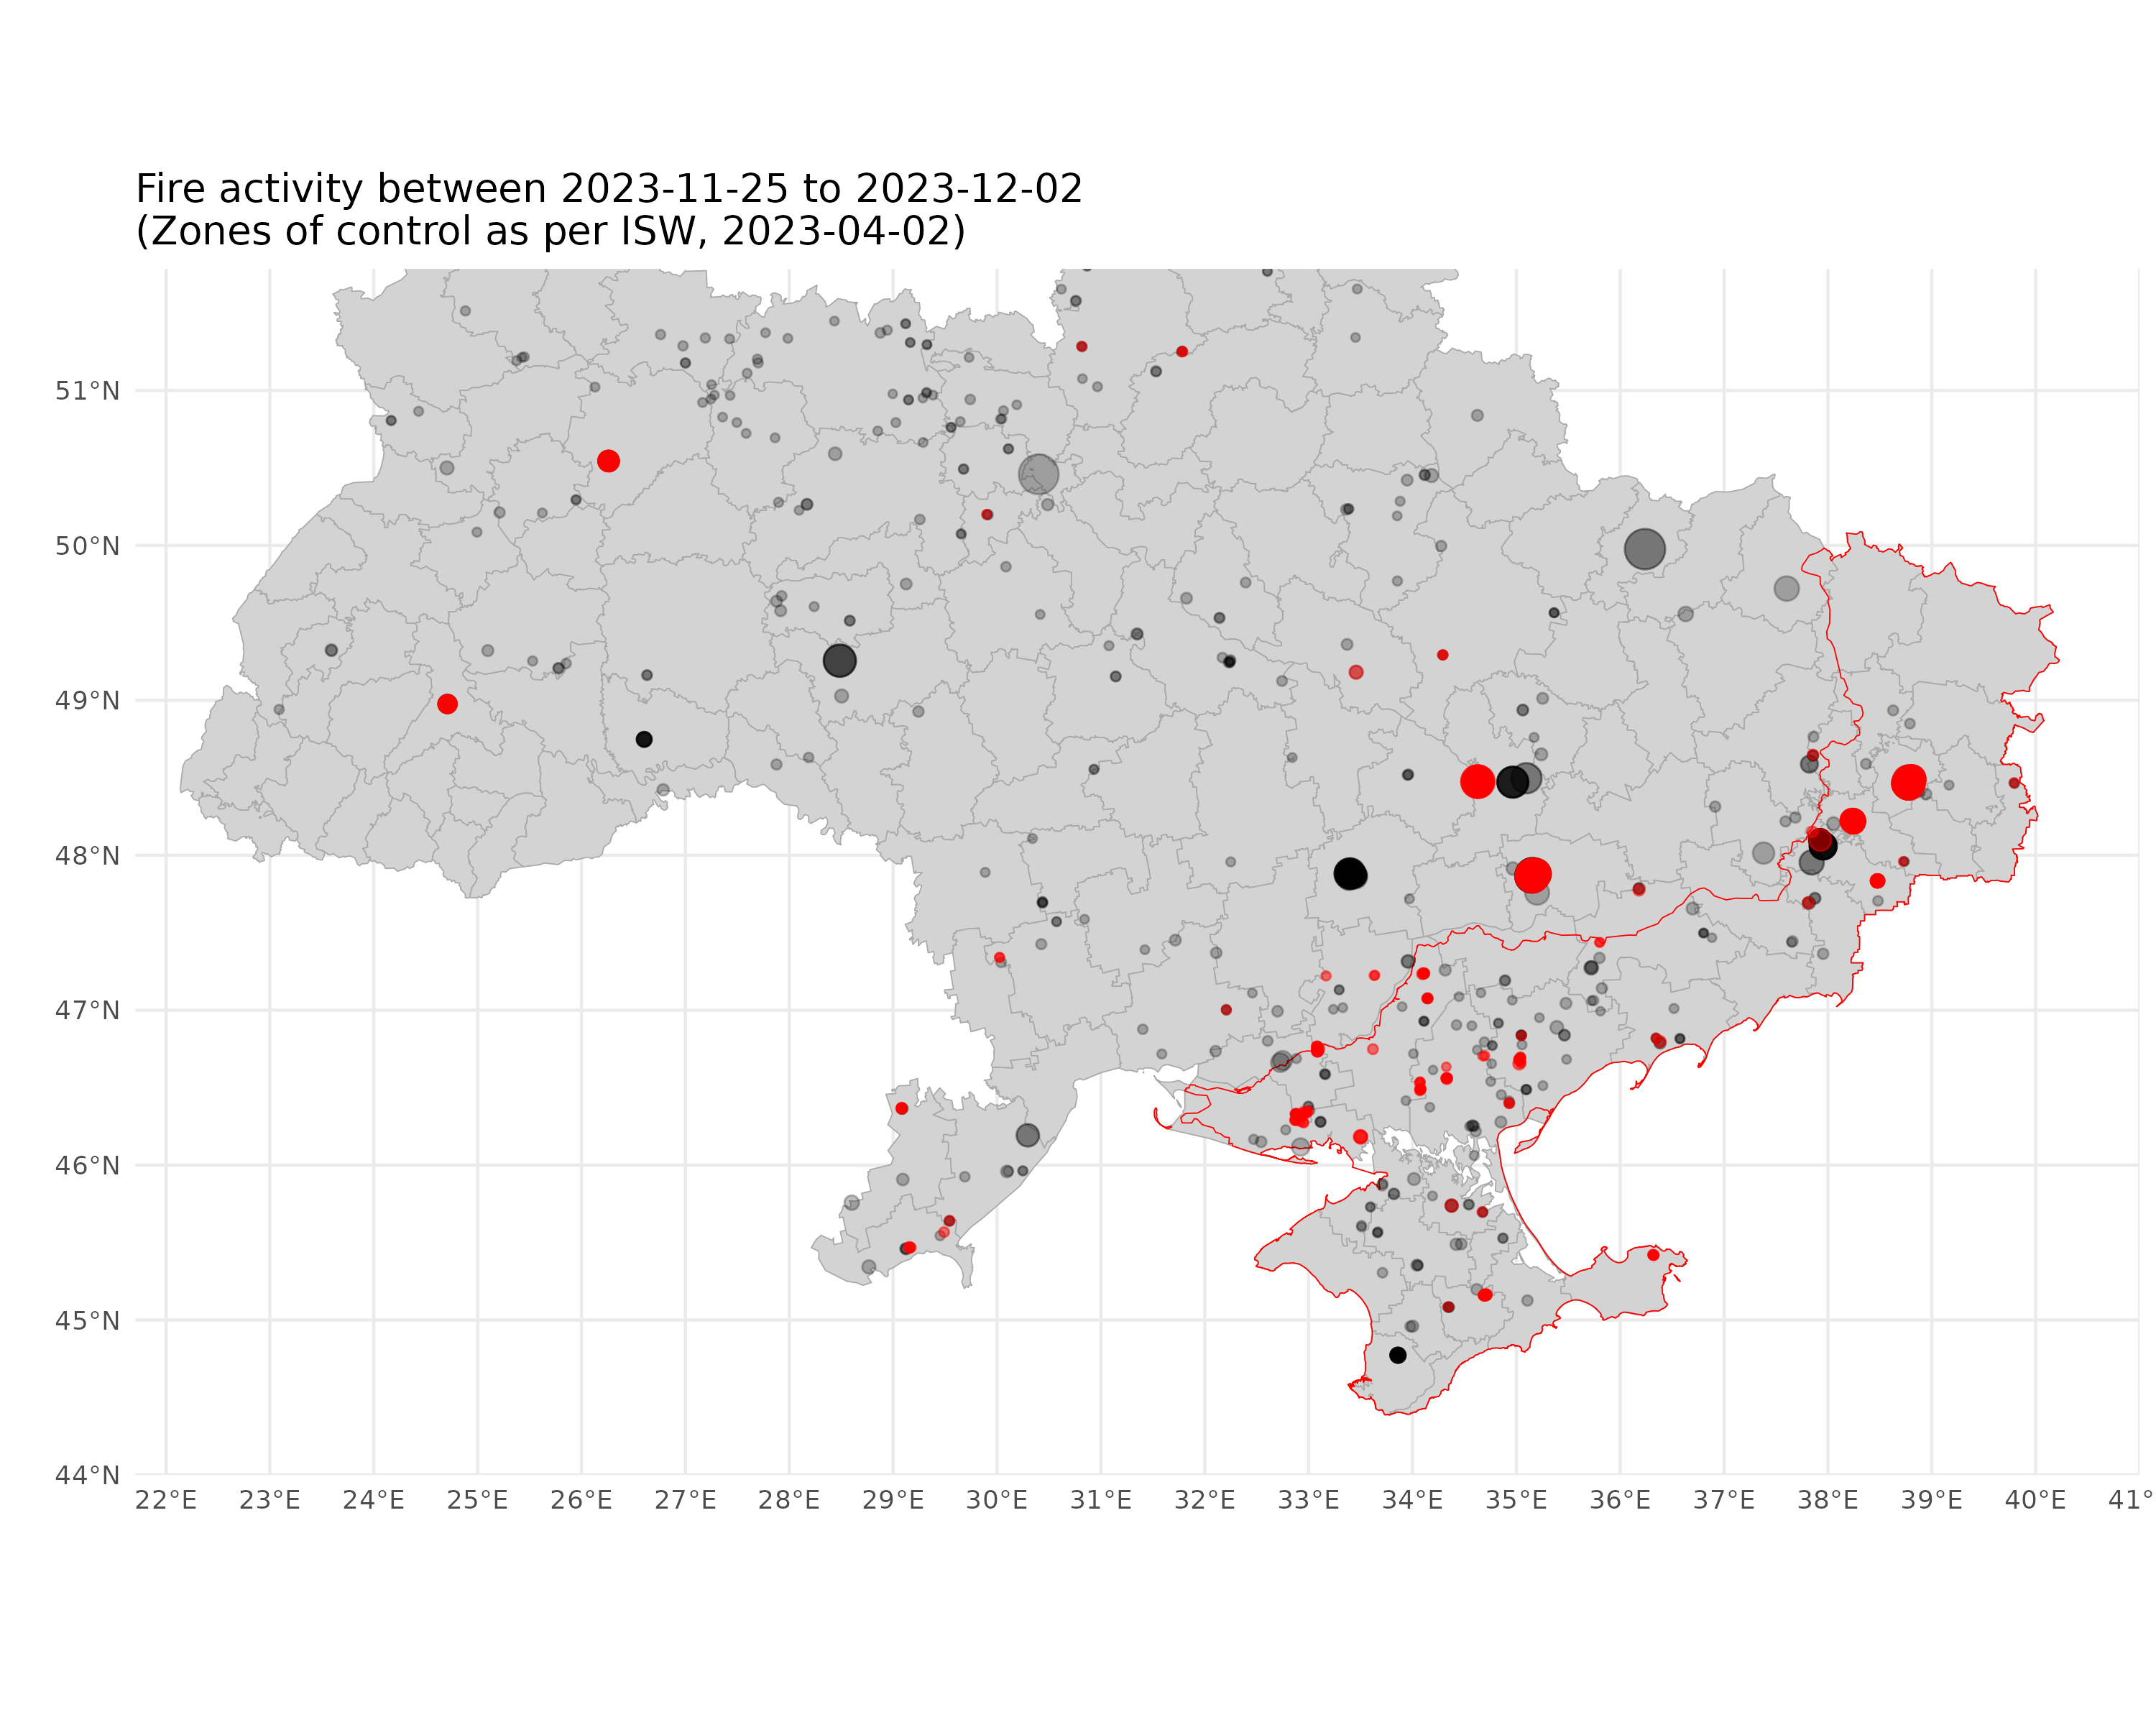 Fire activity between 2023-11-25 to 2023-12-02
(Zones of control as per ISW, 2023-04-02)
51°N
50°N
49°N
48°N
47°N
46°N
45°N
44°N
22°E 23°E 24°E 25°E 26°E 27°E 28°E 29°E 30°E 31°E 32°E 33°E 34°E 35°E 36°E 37°E 38°E 39°E 40°E 41°